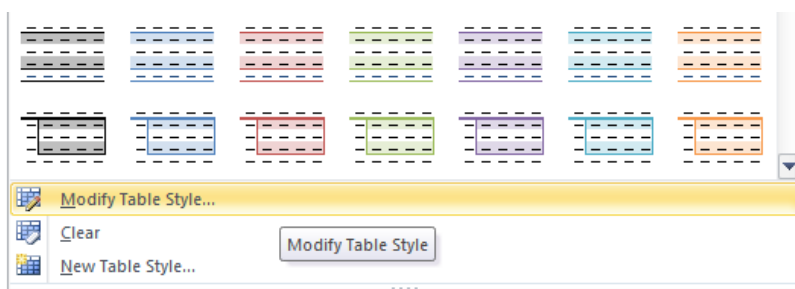 Modify Table Style...
Clear
Modify Table Style
New Table Style...